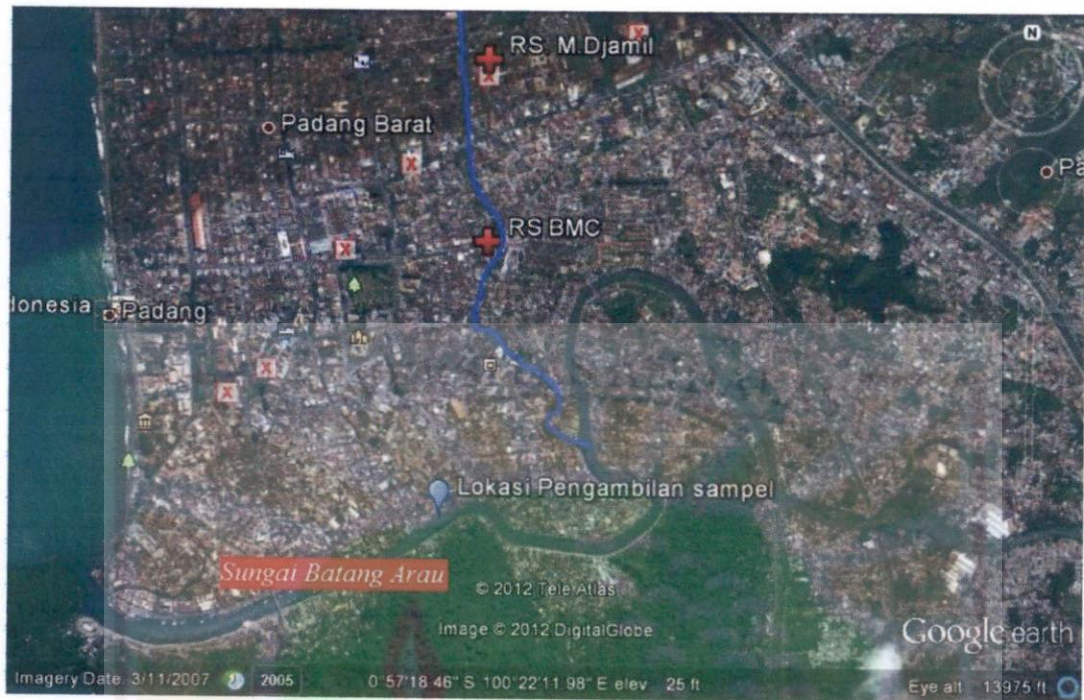 N
RS. M.Djamil
Padang Barat
Pa
RS BMC
donesia
Padang
Lokasi Pengambilan sampel
Sungai Batang Arau
© 2012 Tele Atlas
Image © 2012 DigitalGlobe
Google earth
Imagery Date: 3/11/2007
2005
0°57'18.46" S 100°22'11.98" E elev 25 ft
Eye alt 13975 ft